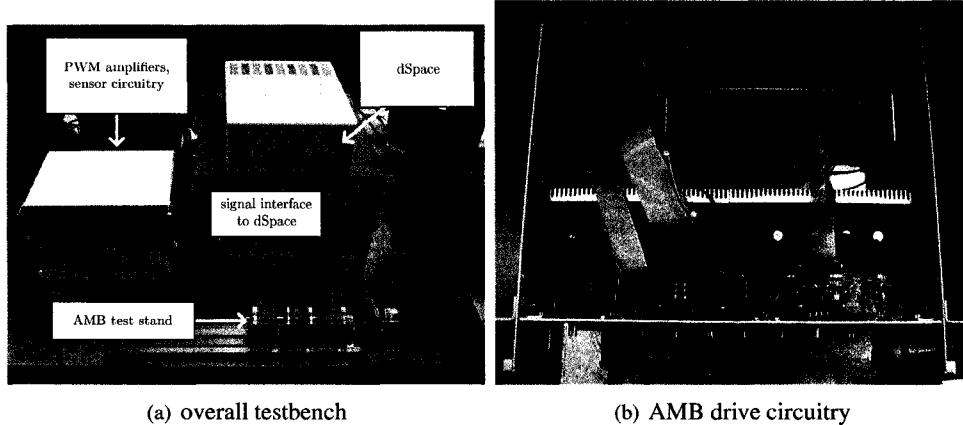 PWM amplifiers,
sensor circuitry
dSpace
signal interface
to dSpace
AMB test stand
(a) overall testbench
(b) AMB drive circuitry